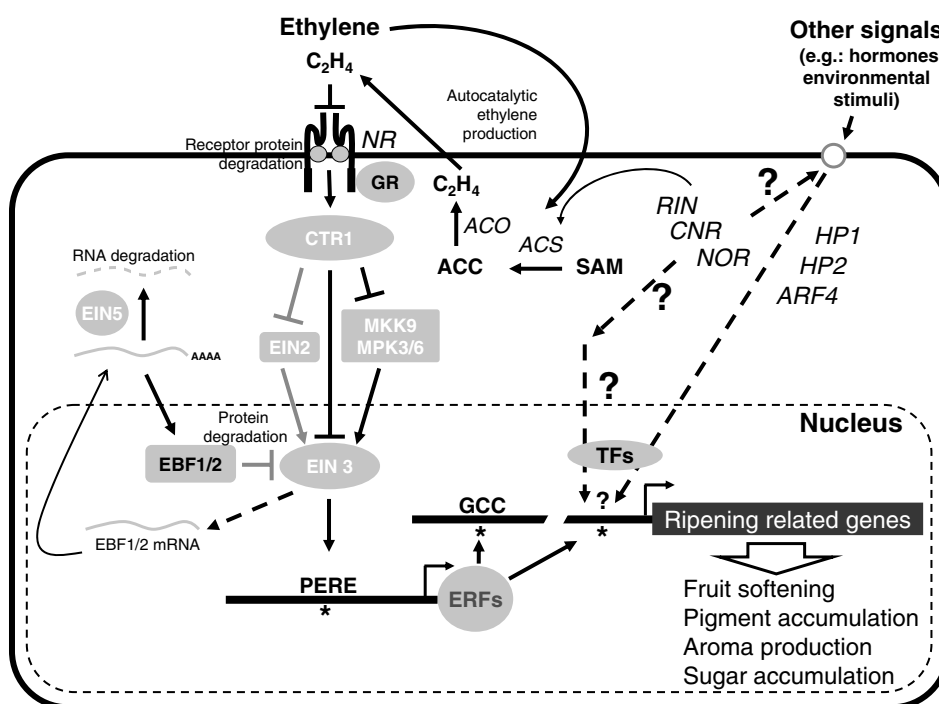 Ethylene
C₂H₄
Other signals
(e.g.: hormones
environmental
stimuli)
Autocatalytic
ethylene
production
Receptor protein
degradation
NR
GR
C₂H₄
ACO
ACS
ACC
SAM
RIN
CNR
NOR
?
HP1
HP2
ARF4
CTR1
RNA degradation
EIN5
AAAA
EIN2
MKK9
MPK3/6
?
?
Nucleus
Protein
degradation
EBF1/2
EIN 3
TFs
?
GCC
*
*
Ripening related genes
EBF1/2 mRNA
PERE
*
ERFs
Fruit softening
Pigment accumulation
Aroma production
Sugar accumulation